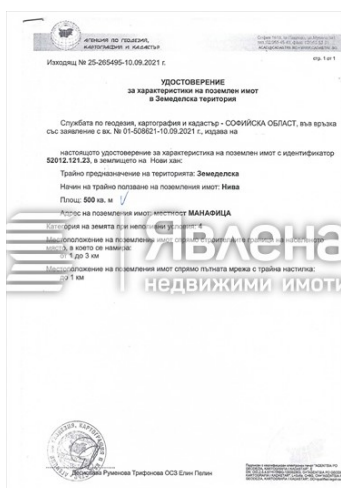 АГЕНЦИЯ ПО ГЕОДЕЗИЯ,
КАРТОГРАФИЯ И КАДАСТЪР
Изходящ № 25-265495-10.09.2021 г.
стр. 1 от 1
УДОСТОВЕРЕНИЕ
за характеристики на поземлен имот
в Земеделска територия
Службата по геодезия, картография и кадастър - СОФИЙСКА ОБЛАСТ, във връзка
със заявление с вх. № 01-508621-10.09.2021 г., издава на
настоящото удостоверение за характеристика на поземлен имот с идентификатор
52012.121.23, в землището на Нови хан:
Трайно предназначение на територията: Земеделска
Начин на трайно ползване на поземления имот: Нива
Площ: 500 кв. м
Адрес на поземления имот: местност МАНАФИЦА
Категория на земята при неполивни условия: 4
Местоположение на поземления имот спрямо строителните граници на населеното
място, в което се намира:
от 1 до 3 км
Местоположение на поземления имот спрямо пътната мрежа с трайна настилка:
до 1 км
ЯВЛЕНА
НЕДВИЖИМИ ИМОТИ
Десислава Руменова Трифонова ОСЗ Елин Пелин